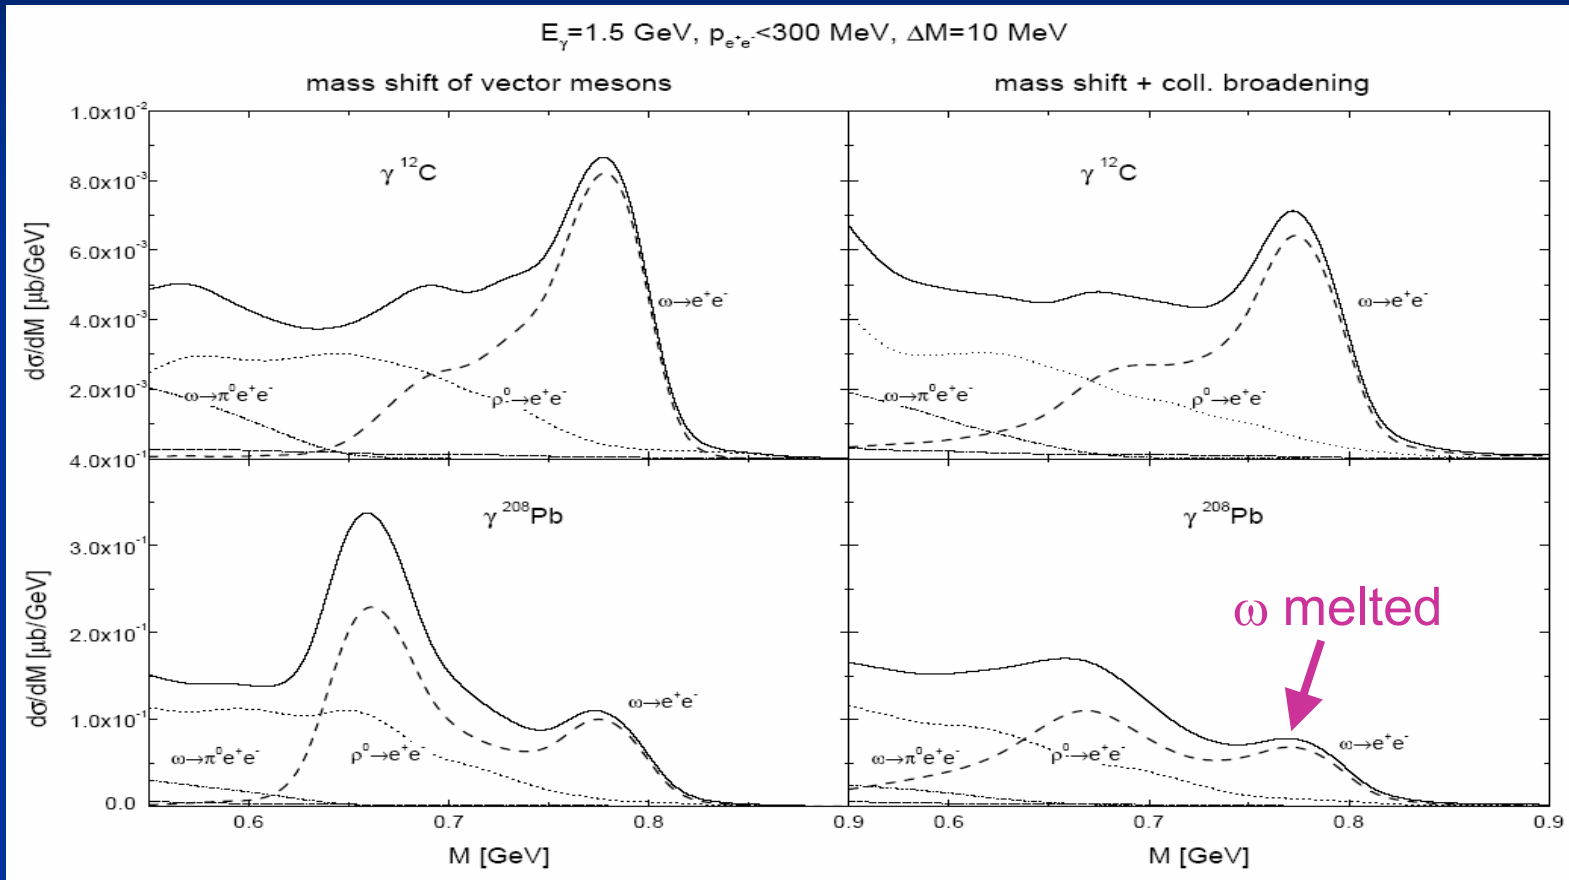 E_γ=1.5 GeV, p_{e⁺e⁻}<300 MeV, ΔM=10 MeV
mass shift of vector mesons
mass shift + coll. broadening
1.0x10⁻²
8.0x10⁻³
6.0x10⁻³
4.0x10⁻³
2.0x10⁻³
4.0x10⁻¹
dσ/dM [μb/GeV]
γ ¹²C
ω→e⁺e⁻
ω→π⁰e⁺e⁻
ρ⁰→e⁺e⁻
γ ¹²C
ω→e⁺e⁻
ω→π⁰e⁺e⁻
ρ⁰→e⁺e⁻
3.0x10⁻¹
2.0x10⁻¹
1.0x10⁻¹
0.0
dσ/dM [μb/GeV]
γ ²⁰⁸Pb
ω→e⁺e⁻
ω→π⁰e⁺e⁻
ρ⁰→e⁺e⁻
γ ²⁰⁸Pb
ω melted
ω→e⁺e⁻
ω→π⁰e⁺e⁻
ρ⁰→e⁺e⁻
0.6 0.7 0.8 0.9 0.6 0.7 0.8 0.9
M [GeV]
M [GeV]